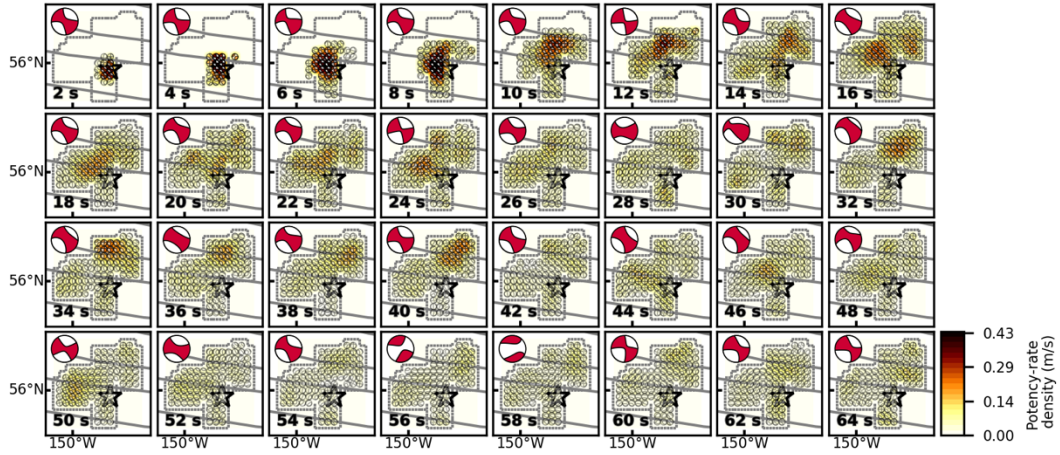 56°N
2 s 4 s 6 s 8 s 10 s 12 s 14 s 16 s
56°N
18 s 20 s 22 s 24 s 26 s 28 s 30 s 32 s
56°N
34 s 36 s 38 s 40 s 42 s 44 s 46 s 48 s
56°N
50 s 52 s 54 s 56 s 58 s 60 s 62 s 64 s
150°W 150°W 150°W 150°W 150°W 150°W 150°W 150°W
0.43
0.29
0.14
0.00
Potency-rate
density (m/s)